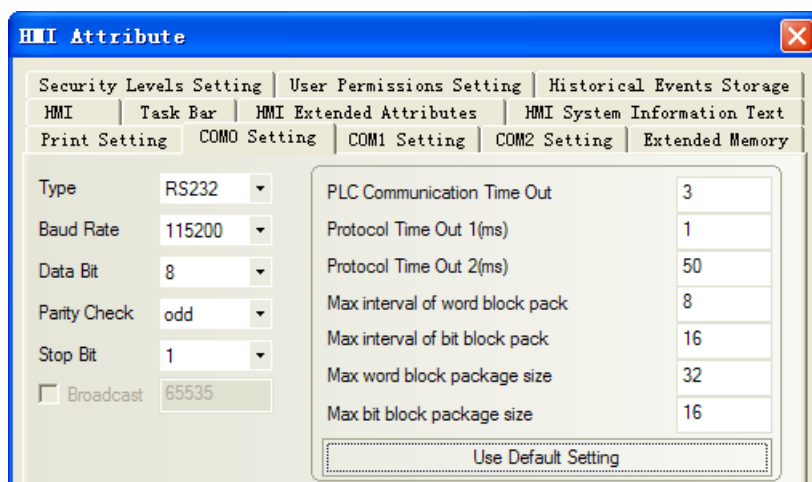 HMI Attribute
Security Levels Setting User Permissions Setting Historical Events Storage
HMI Task Bar HMI Extended Attributes HMI System Information Text
Print Setting COM0 Setting COM1 Setting COM2 Setting Extended Memory
Type RS232
Baud Rate 115200
Data Bit 8
Parity Check odd
Stop Bit 1
Broadcast 65535
PLC Communication Time Out 3
Protocol Time Out 1(ms) 1
Protocol Time Out 2(ms) 50
Max interval of word block pack 8
Max interval of bit block pack 16
Max word block package size 32
Max bit block package size 16
Use Default Setting